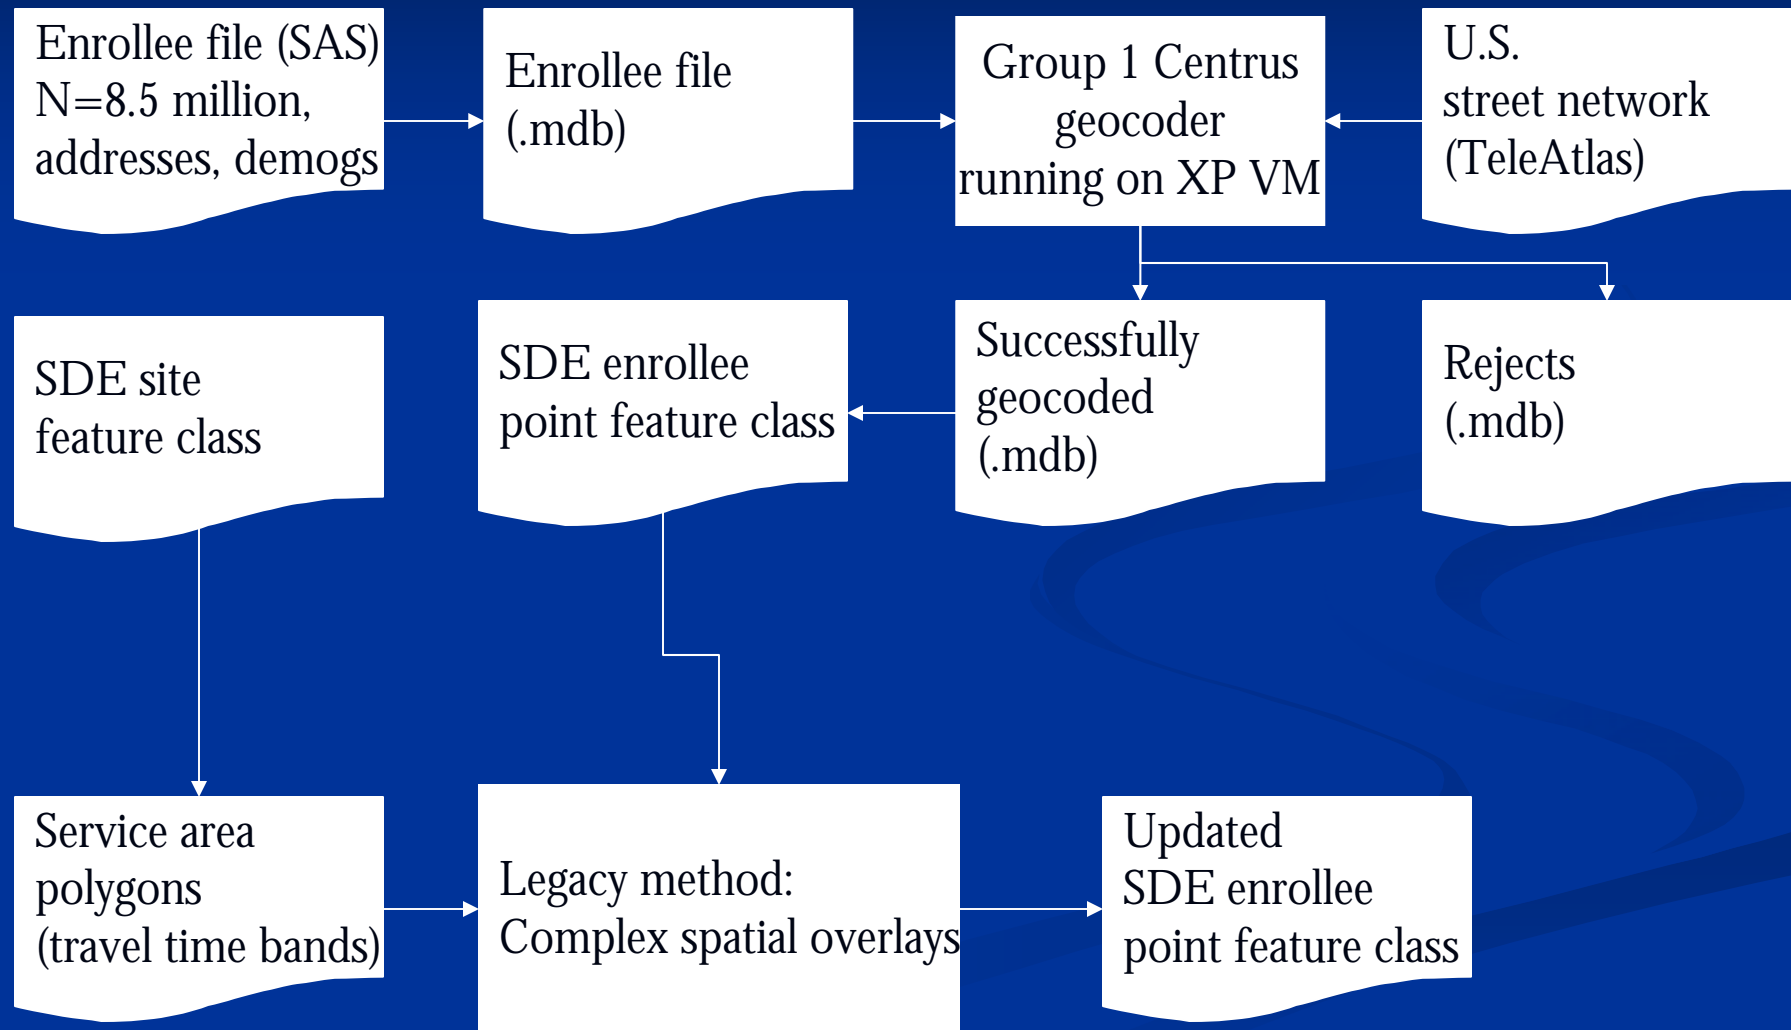 Enrollee file (SAS)
N=8.5 million,
addresses, demogs
Enrollee file
(.mdb)
Group 1 Centrus
geocoder
running on XP VM
U.S.
street network
(TeleAtlas)
SDE site
feature class
SDE enrollee
point feature class
Successfully
geocoded
(.mdb)
Rejects
(.mdb)
Service area
polygons
(travel time bands)
Legacy method:
Complex spatial overlays
Updated
SDE enrollee
point feature class